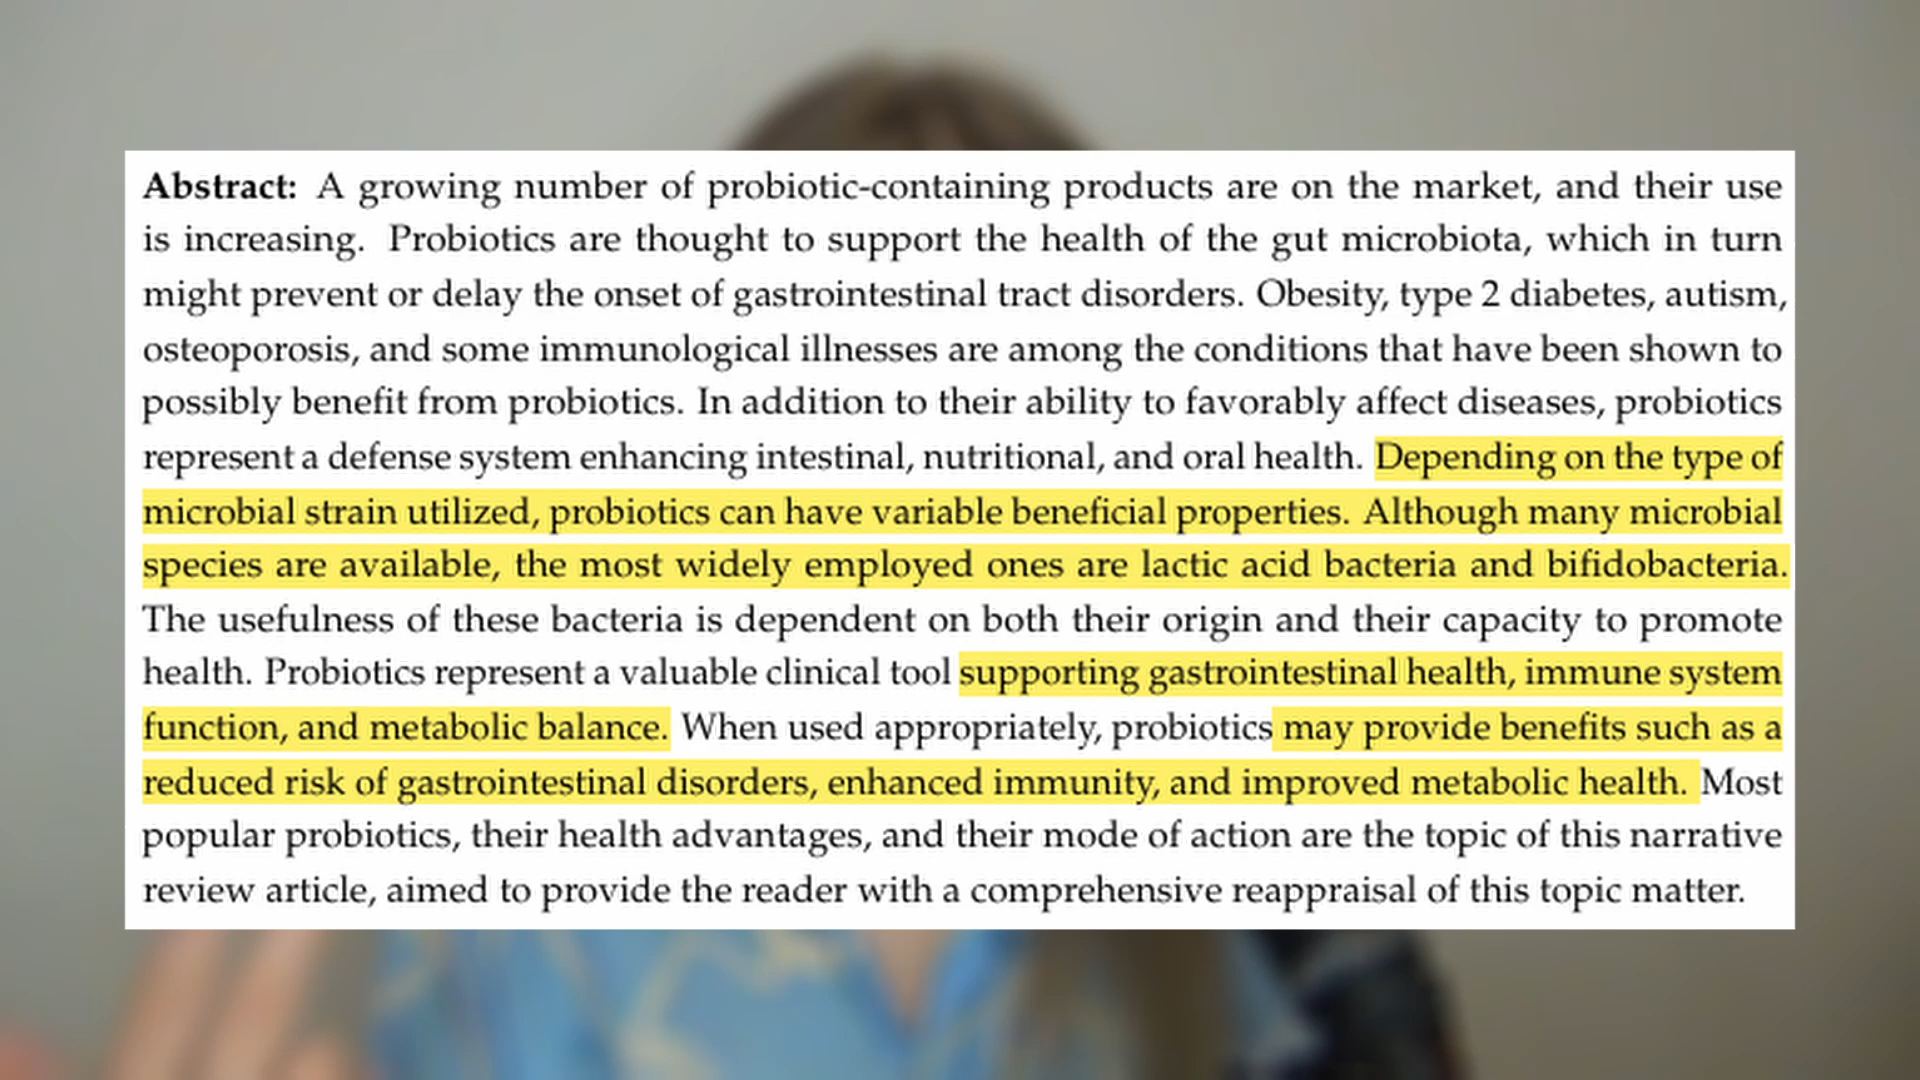 Abstract: A growing number of probiotic-containing products are on the market, and their use
is increasing. Probiotics are thought to support the health of the gut microbiota, which in turn
might prevent or delay the onset of gastrointestinal tract disorders. Obesity, type 2 diabetes, autism,
osteoporosis, and some immunological illnesses are among the conditions that have been shown to
possibly benefit from probiotics. In addition to their ability to favorably affect diseases, probiotics
represent a defense system enhancing intestinal, nutritional, and oral health. Depending on the type of
microbial strain utilized, probiotics can have variable beneficial properties. Although many microbial
species are available, the most widely employed ones are lactic acid bacteria and bifidobacteria.
The usefulness of these bacteria is dependent on both their origin and their capacity to promote
health. Probiotics represent a valuable clinical tool supporting gastrointestinal health, immune system
function, and metabolic balance. When used appropriately, probiotics may provide benefits such as a
reduced risk of gastrointestinal disorders, enhanced immunity, and improved metabolic health. Most
popular probiotics, their health advantages, and their mode of action are the topic of this narrative
review article, aimed to provide the reader with a comprehensive reappraisal of this topic matter.